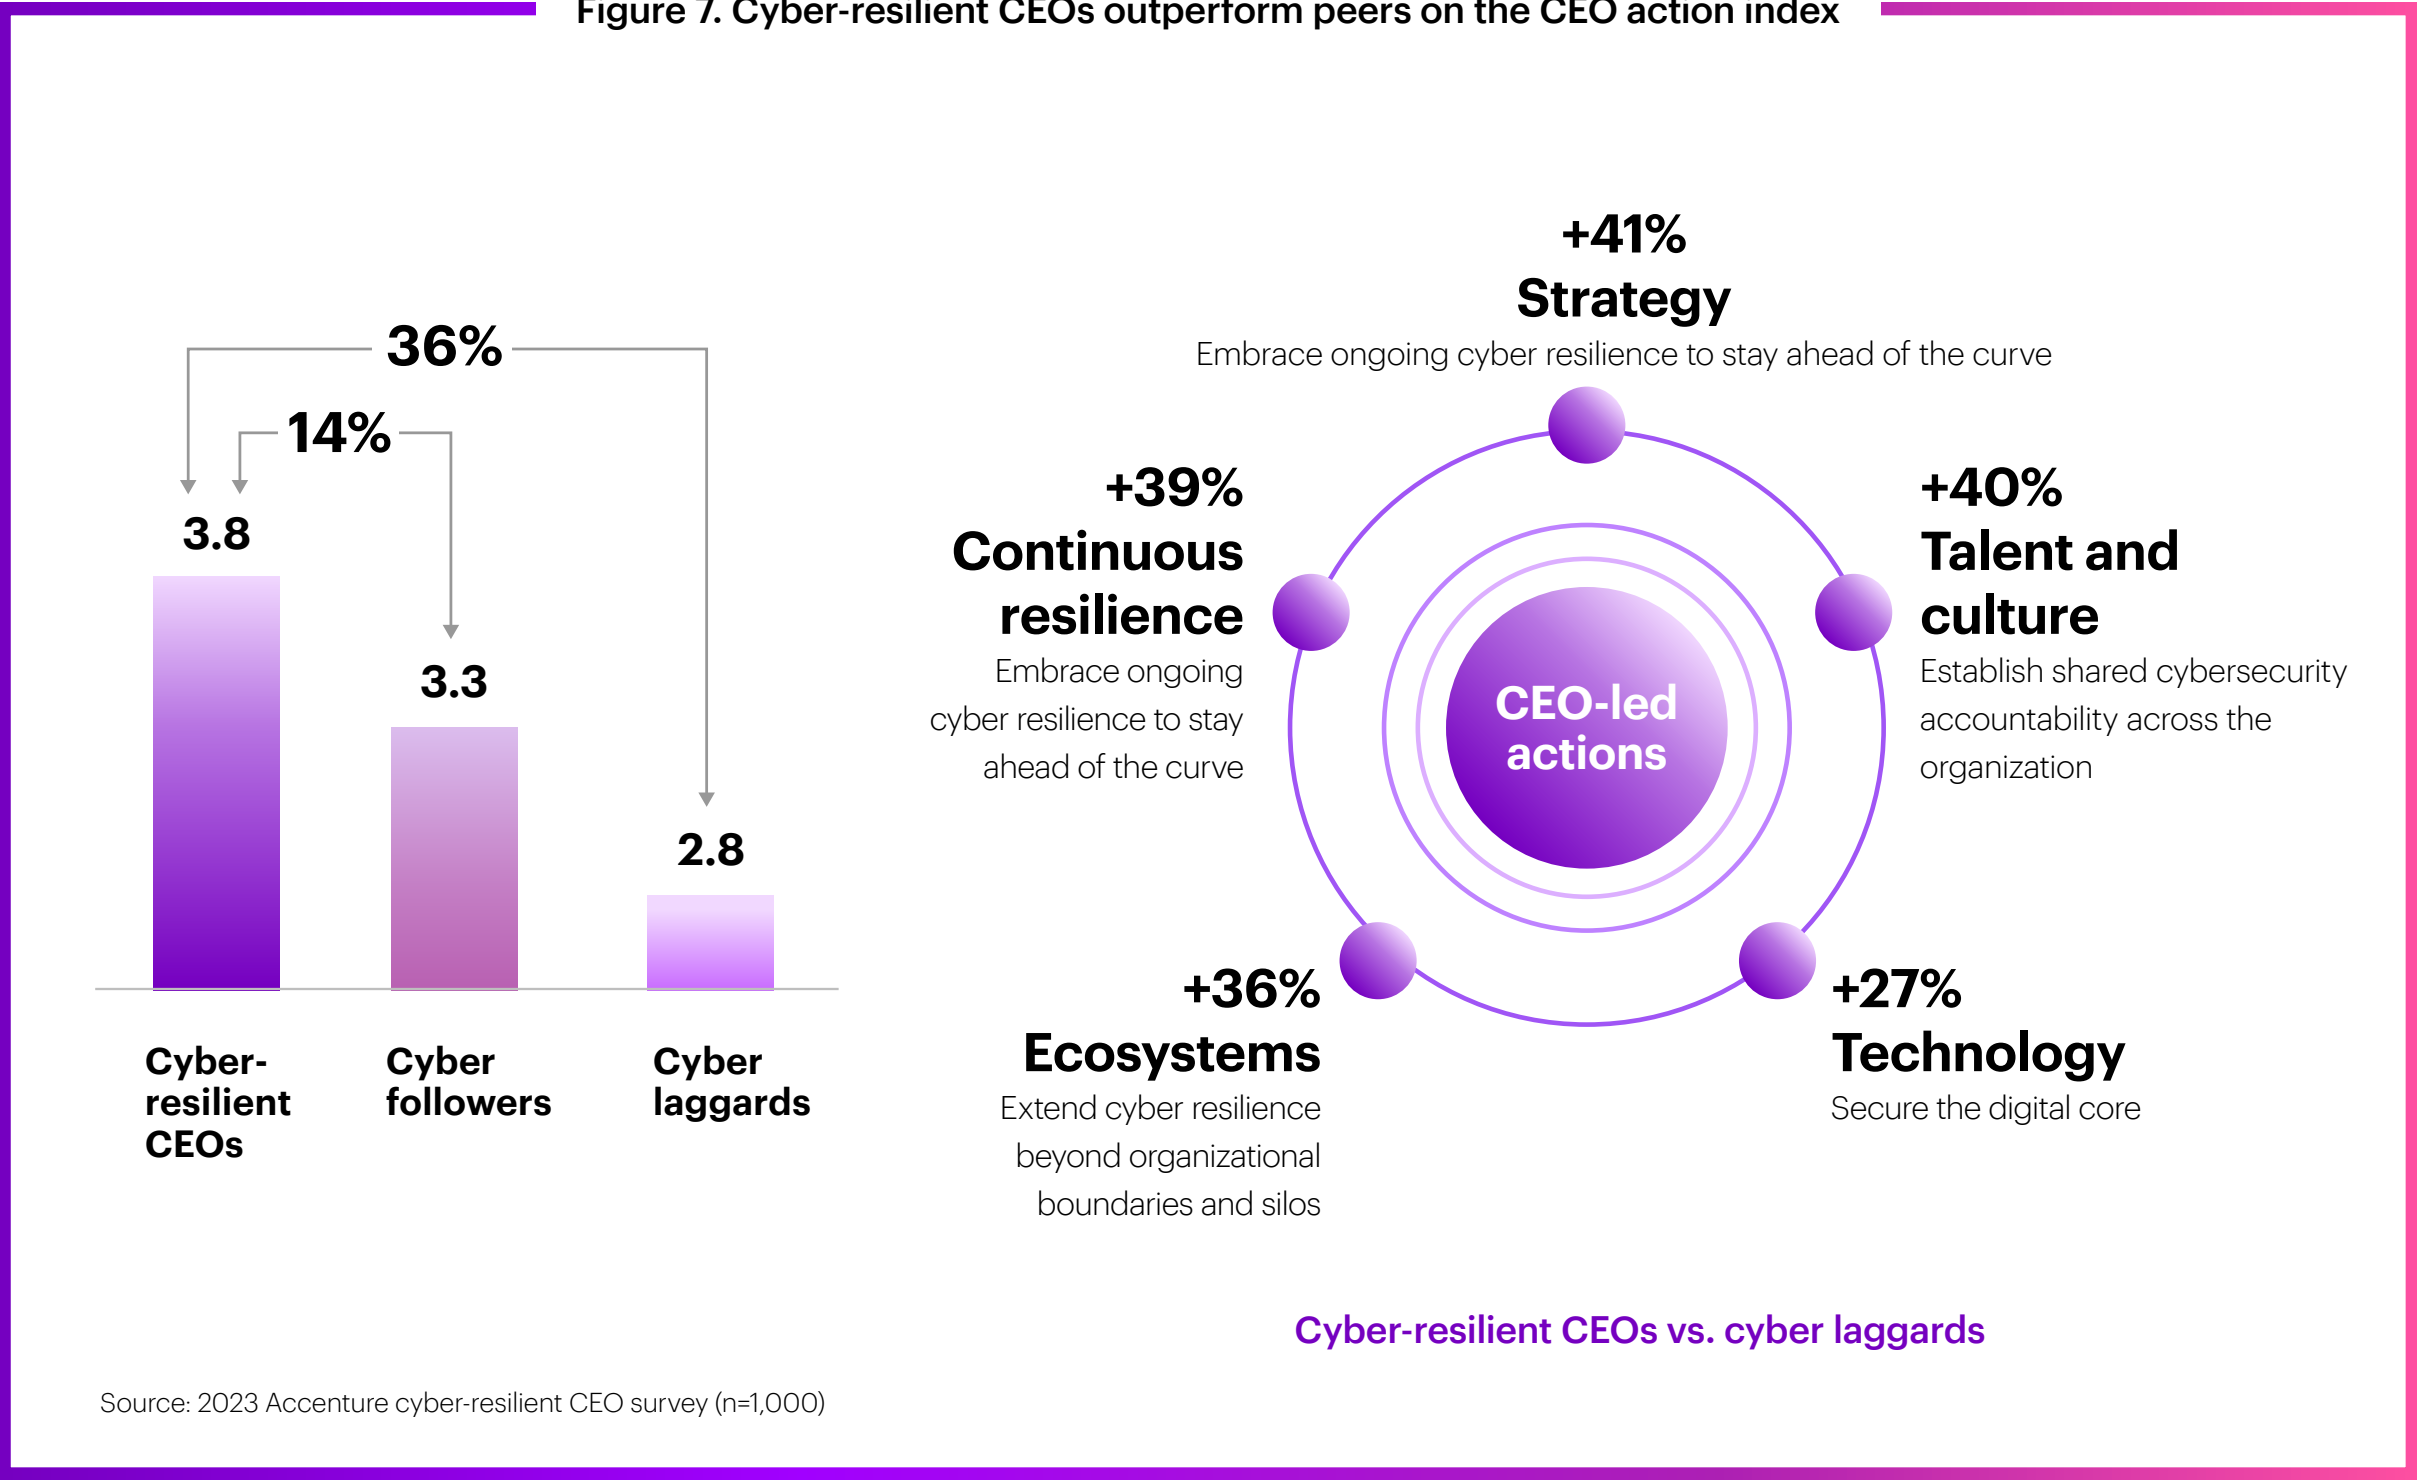 Figure 7. Cyber-resilient CEOs outperform peers on the CEO action index
36%
14%
3.8
3.3
2.8
Cyber-
resilient
CEOs
Cyber
followers
Cyber
laggards
+41%
Strategy
Embrace ongoing cyber resilience to stay ahead of the curve
+39%
Continuous
resilience
Embrace ongoing
cyber resilience to stay
ahead of the curve
+40%
Talent and
culture
Establish shared cybersecurity
accountability across the
organization
CEO-led
actions
+36%
Ecosystems
Extend cyber resilience
beyond organizational
boundaries and silos
+27%
Technology
Secure the digital core
Cyber-resilient CEOs vs. cyber laggards
Source: 2023 Accenture cyber-resilient CEO survey (n=1,000)